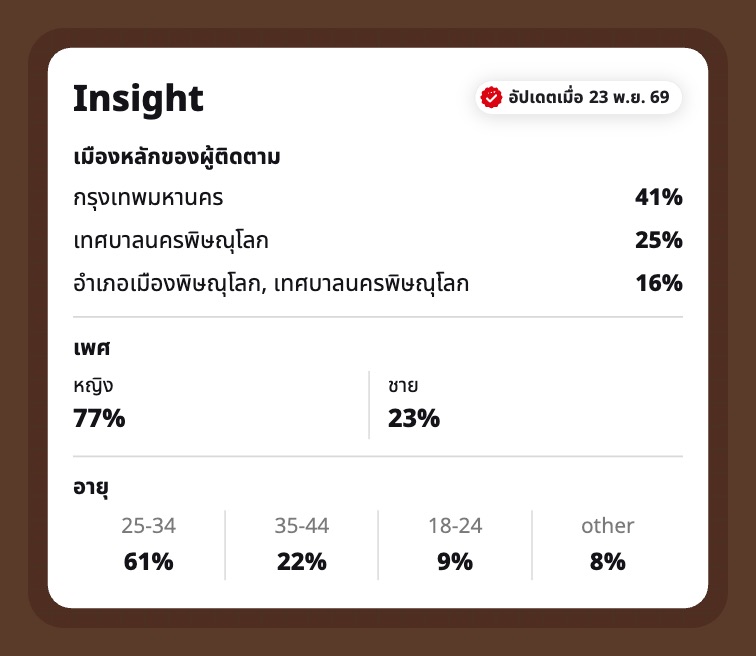 Insight
อัปเดตเมื่อ 23 พ.ย. 69
เมืองหลักของผู้ติดตาม
กรุงเทพมหานคร 41%
เทศบาลนครพิษณุโลก 25%
อำเภอเมืองพิษณุโลก, เทศบาลนครพิษณุโลก 16%
เพศ
หญิง ชาย
77% 23%
อายุ
25-34 35-44 18-24 other
61% 22% 9% 8%